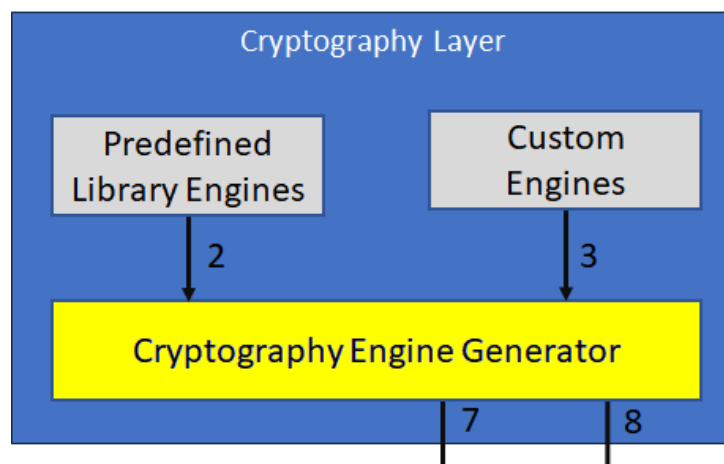 Cryptography Layer
Predefined
Library Engines
Custom
Engines
2
3
Cryptography Engine Generator
7
8